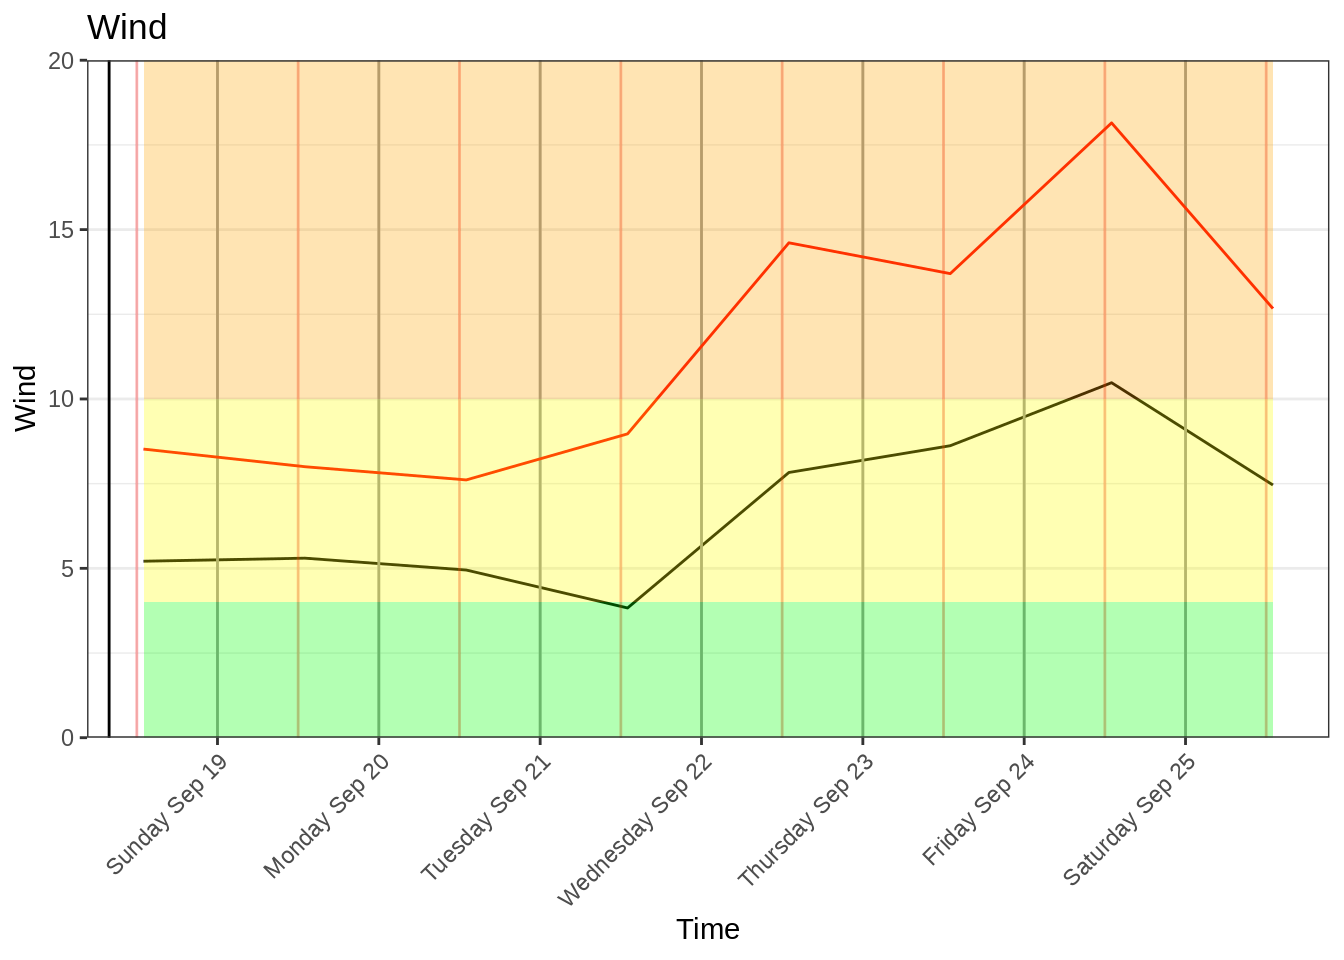 Wind
Wind
20
15
10
5
0
Sunday Sep 19
Monday Sep 20
Tuesday Sep 21
Wednesday Sep 22
Thursday Sep 23
Friday Sep 24
Saturday Sep 25
Time